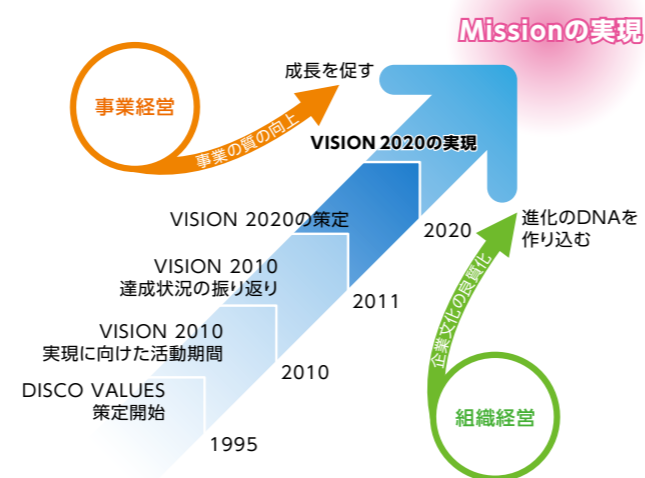 Missionの実現
成長を促す
事業経営
事業の質の向上
VISION 2020の実現
VISION 2020の策定
2020
進化のDNAを
作り込む
VISION 2010
達成状況の振り返り
企業文化の良質化
2011
VISION 2010
実現に向けた活動期間
2010
DISCO VALUES
策定開始
組織経営
1995